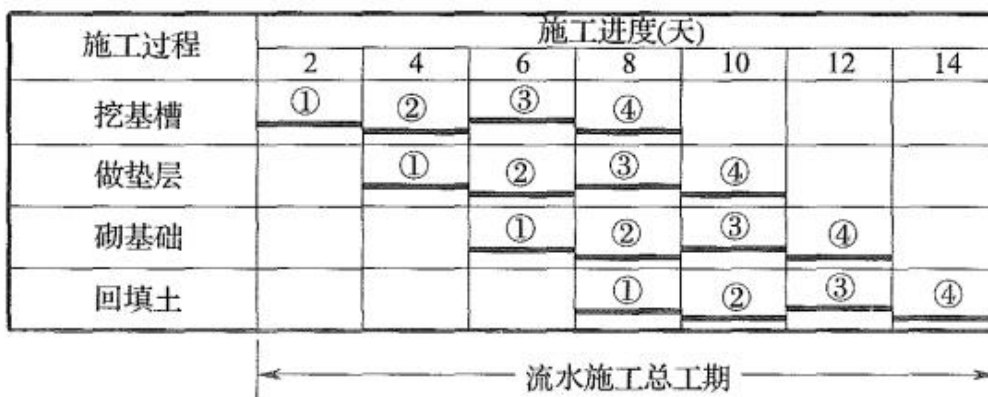 施工过程
施工进度(天)
2 4 6 8 10 12 14
挖基槽 ① ② ③ ④
做垫层 ① ② ③ ④
砌基础 ① ② ③ ④
回填土 ① ② ③ ④
流水施工总工期